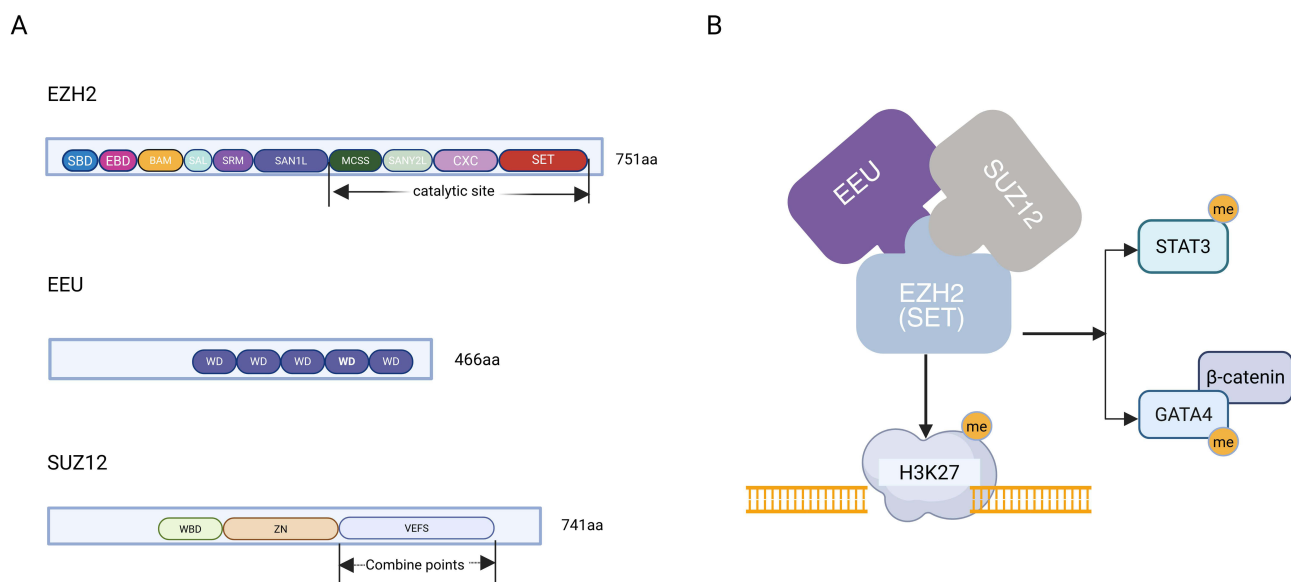 A
EZH2
SBD EBD BAM SAL SRM SAN1L MCSS SANY2L CXC SET
751aa
catalytic site
EEU
WD WD WD WD WD
466aa
SUZ12
WBD ZN VEFS
741aa
Combine points
B
EEU
SUZ12
EZH2
(SET)
me
STAT3
β-catenin
GATA4
me
me
H3K27